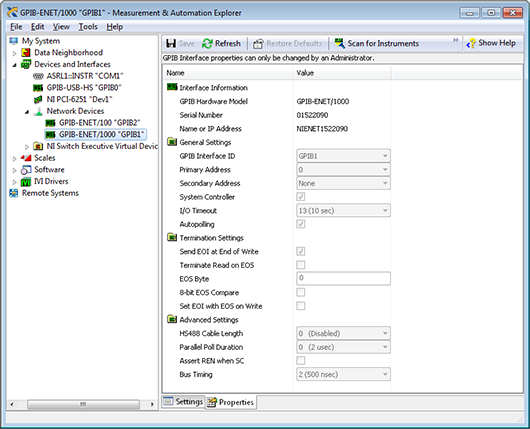 GPIB-ENET/1000 "GPIB1" - Measurement & Automation Explorer
File Edit View Tools Help
My System
Data Neighborhood
Devices and Interfaces
ASRL1::INSTR "COM1"
GPIB-USB-HS "GPIB0"
NI PCI-6251 "Dev1"
Network Devices
GPIB-ENET/100 "GPIB2"
GPIB-ENET/1000 "GPIB1"
NI Switch Executive Virtual Devic
Scales
Software
IVI Drivers
Remote Systems
Save Refresh Restore Defaults Scan for Instruments » Show Help
GPIB Interface properties can only be changed by an Administrator.
Name Value
Interface Information
GPIB Hardware Model GPIB-ENET/1000
Serial Number 01522090
Name or IP Address NIENET1522090
General Settings
GPIB Interface ID GPIB1
Primary Address 0
Secondary Address None
System Controller
I/O Timeout 13 (10 sec)
Autopolling
Termination Settings
Send EOI at End of Write
Terminate Read on EOS
EOS Byte 0
8-bit EOS Compare
Set EOI with EOS on Write
Advanced Settings
HS488 Cable Length 0 (Disabled)
Parallel Poll Duration 0 (2 usec)
Assert REN when SC
Bus Timing 2 (500 nsec)
Settings Properties